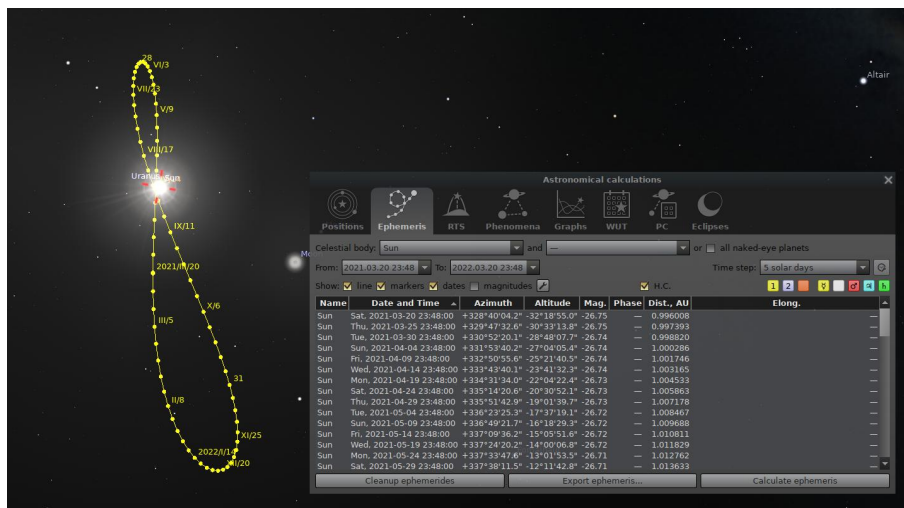 28
VI/3
VII/23
V/9
VIII/17
Altair
Sun
IX/11
2021/III/20
X/6
III/5
31
II/8
XI/25
2022/I/14
XII/20
Astronomical calculations
Positions Ephemeris RTS Phenomena Graphs WUT PC Eclipses
Celestial body: Sun and — or all naked-eye planets
From: 2021.03.20 23:48 To: 2022.03.20 23:48 Time step: 5 solar days
Show: line markers dates magnitudes H.C. 1 2 ☿ ♂ ♃ ♄
Name Date and Time Azimuth Altitude Mag. Phase Dist., AU Elong.
Sun Sat, 2021-03-20 23:48:00 +328°40'04.2" -32°18'55.0" -26.75 — 0.996008 —
Sun Thu, 2021-03-25 23:48:00 +329°47'32.6" -30°33'13.8" -26.75 — 0.997393 —
Sun Tue, 2021-03-30 23:48:00 +330°52'20.1" -28°48'07.7" -26.74 — 0.998820 —
Sun Sun, 2021-04-04 23:48:00 +331°53'40.2" -27°04'05.4" -26.74 — 1.000286 —
Sun Fri, 2021-04-09 23:48:00 +332°50'55.6" -25°21'40.5" -26.74 — 1.001746 —
Sun Wed, 2021-04-14 23:48:00 +333°43'40.1" -23°41'32.3" -26.74 — 1.003165 —
Sun Mon, 2021-04-19 23:48:00 +334°31'34.0" -22°04'22.4" -26.73 — 1.004533 —
Sun Sat, 2021-04-24 23:48:00 +335°14'20.6" -20°30'52.1" -26.73 — 1.005863 —
Sun Thu, 2021-04-29 23:48:00 +335°51'42.9" -19°01'39.7" -26.73 — 1.007178 —
Sun Tue, 2021-05-04 23:48:00 +336°23'25.3" -17°37'19.1" -26.72 — 1.008467 —
Sun Sun, 2021-05-09 23:48:00 +336°49'21.7" -16°18'29.3" -26.72 — 1.009688 —
Sun Fri, 2021-05-14 23:48:00 +337°09'36.2" -15°05'51.6" -26.72 — 1.010811 —
Sun Wed, 2021-05-19 23:48:00 +337°24'20.2" -14°00'06.8" -26.72 — 1.011829 —
Sun Mon, 2021-05-24 23:48:00 +337°33'47.6" -13°01'53.5" -26.71 — 1.012762 —
Sun Sat, 2021-05-29 23:48:00 +337°38'11.5" -12°11'42.8" -26.71 — 1.013633 —
Cleanup ephemerides Export ephemeris... Calculate ephemeris